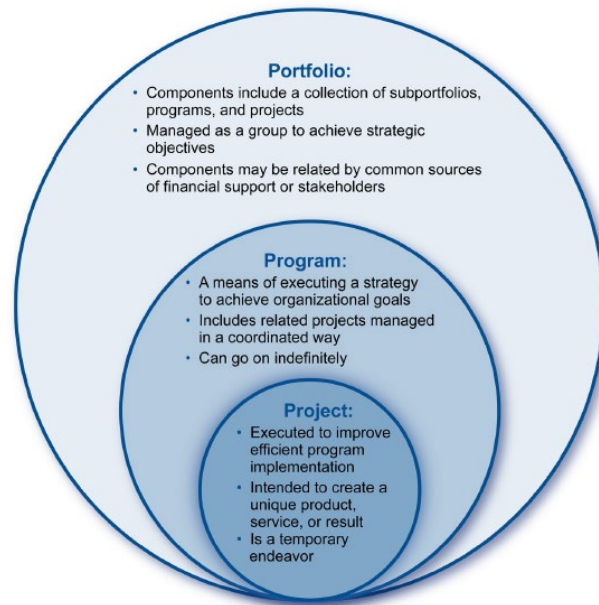 Portfolio:
• Components include a collection of subportfolios,
programs, and projects
• Managed as a group to achieve strategic
objectives
• Components may be related by common sources
of financial support or stakeholders
Program:
• A means of executing a strategy
to achieve organizational goals
• Includes related projects managed
in a coordinated way
• Can go on indefinitely
Project:
• Executed to improve
efficient program
implementation
• Intended to create a
unique product,
service, or result
• Is a temporary
endeavor